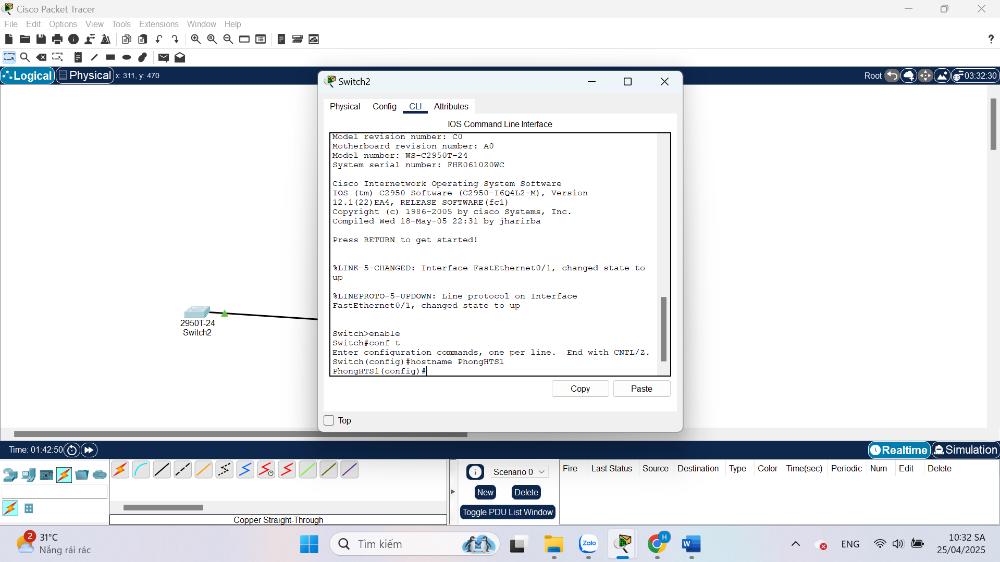 Cisco Packet Tracer
File Edit Options View Tools Extensions Window Help
Logical Physical x: 311, y: 470
Root 03:32:30
Switch2
Physical Config CLI Attributes
IOS Command Line Interface
Model revision number: C0
Motherboard revision number: A0
Model number: WS-C2950T-24
System serial number: FHK0610Z0WC
Cisco Internetwork Operating System Software
IOS (tm) C2950 Software (C2950-I6Q4L2-M), Version
12.1(22)EA4, RELEASE SOFTWARE(fc1)
Copyright (c) 1986-2005 by cisco Systems, Inc.
Compiled Wed 18-May-05 22:31 by jharirba
Press RETURN to get started!
%LINK-5-CHANGED: Interface FastEthernet0/1, changed state to
up
%LINEPROTO-5-UPDOWN: Line protocol on Interface
FastEthernet0/1, changed state to up
Switch>enable
Switch#conf t
Enter configuration commands, one per line.  End with CNTL/Z.
Switch(config)#hostname PhongHTS1
PhongHTS1(config)#
Copy Paste
Top
2950T-24
Switch2
Time: 01:42:50
Realtime Simulation
Scenario 0
New Delete
Toggle PDU List Window
Fire Last Status Source Destination Type Color Time(sec) Periodic Num Edit Delete
Copper Straight-Through
2
31°C
Nắng rải rác
Tìm kiếm
Zalo
H
W
ENG
10:32 SA
25/04/2025